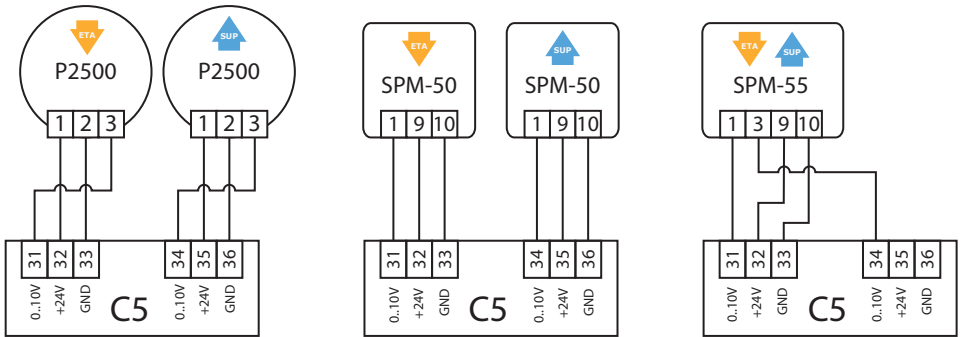 ETA
P2500
1 2 3
SUP
P2500
1 2 3
31 32 33
34 35 36
0..10V +24V GND
C5
0..10V +24V GND
ETA
SPM-50
1 9 10
SUP
SPM-50
1 9 10
31 32 33
34 35 36
0..10V +24V GND
C5
0..10V +24V GND
ETA SUP
SPM-55
1 3 9 10
31 32 33
34 35 36
0..10V +24V GND
C5
0..10V +24V GND